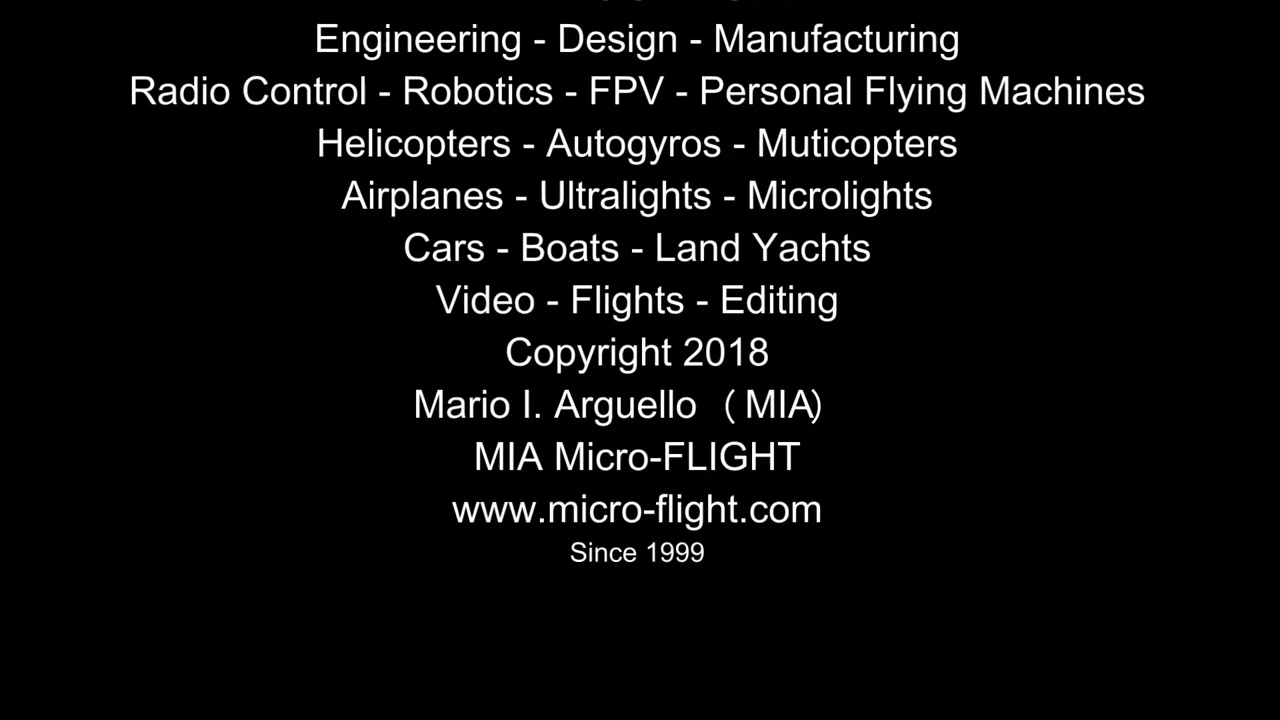 Engineering - Design - Manufacturing
Radio Control - Robotics - FPV - Personal Flying Machines
Helicopters - Autogyros - Muticopters
Airplanes - Ultralights - Microlights
Cars - Boats - Land Yachts
Video - Flights - Editing
Copyright 2018
Mario I. Arguello ( MIA)
MIA Micro-FLIGHT
www.micro-flight.com
Since 1999